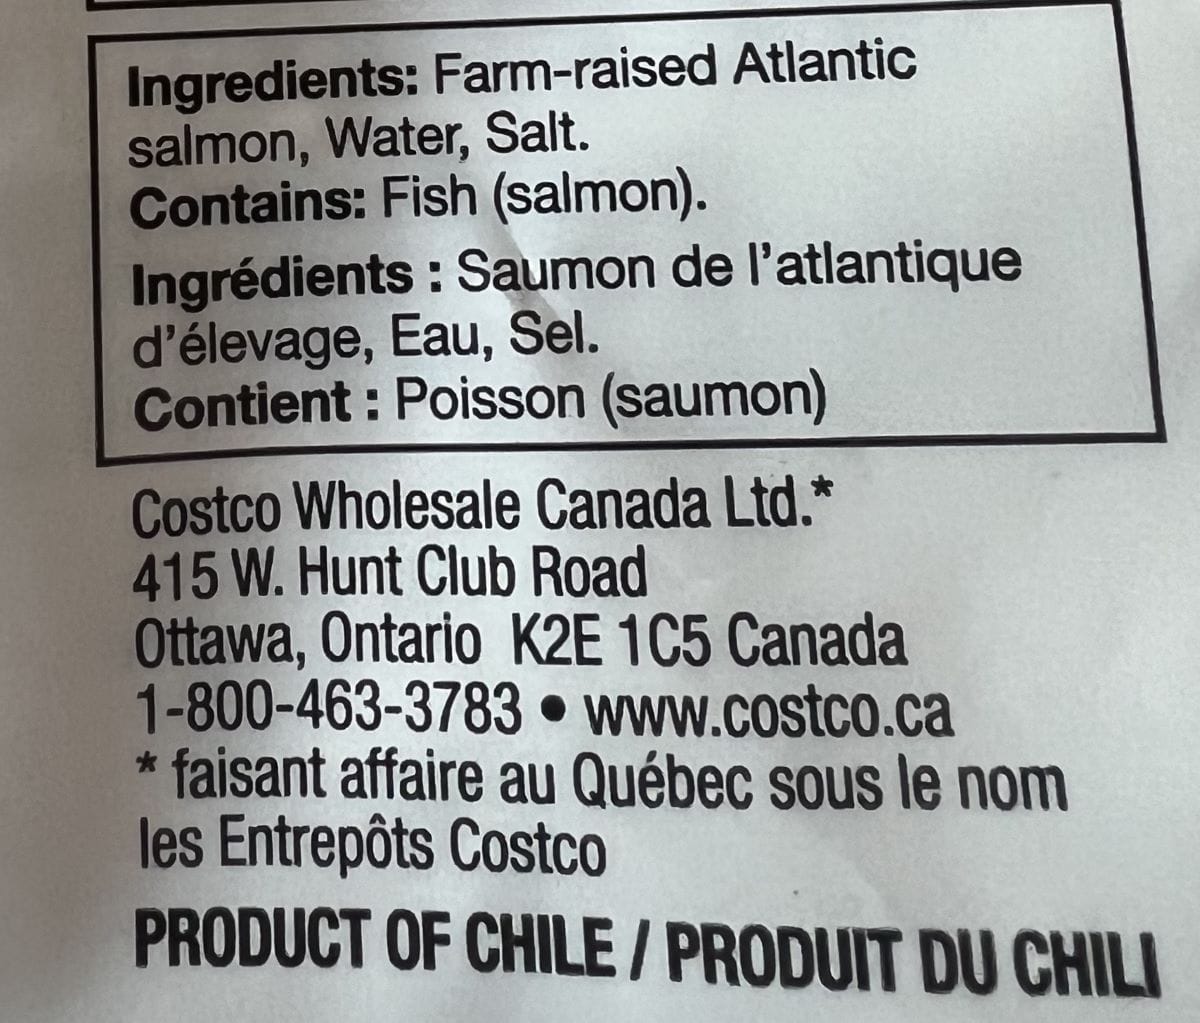 Ingredients: Farm-raised Atlantic
salmon, Water, Salt.
Contains: Fish (salmon).
Ingrédients : Saumon de l'atlantique
d'élevage, Eau, Sel.
Contient : Poisson (saumon)
Costco Wholesale Canada Ltd.*
415 W. Hunt Club Road
Ottawa, Ontario K2E 1C5 Canada
1-800-463-3783 • www.costco.ca
* faisant affaire au Québec sous le nom
les Entrepôts Costco
PRODUCT OF CHILE / PRODUIT DU CHILI